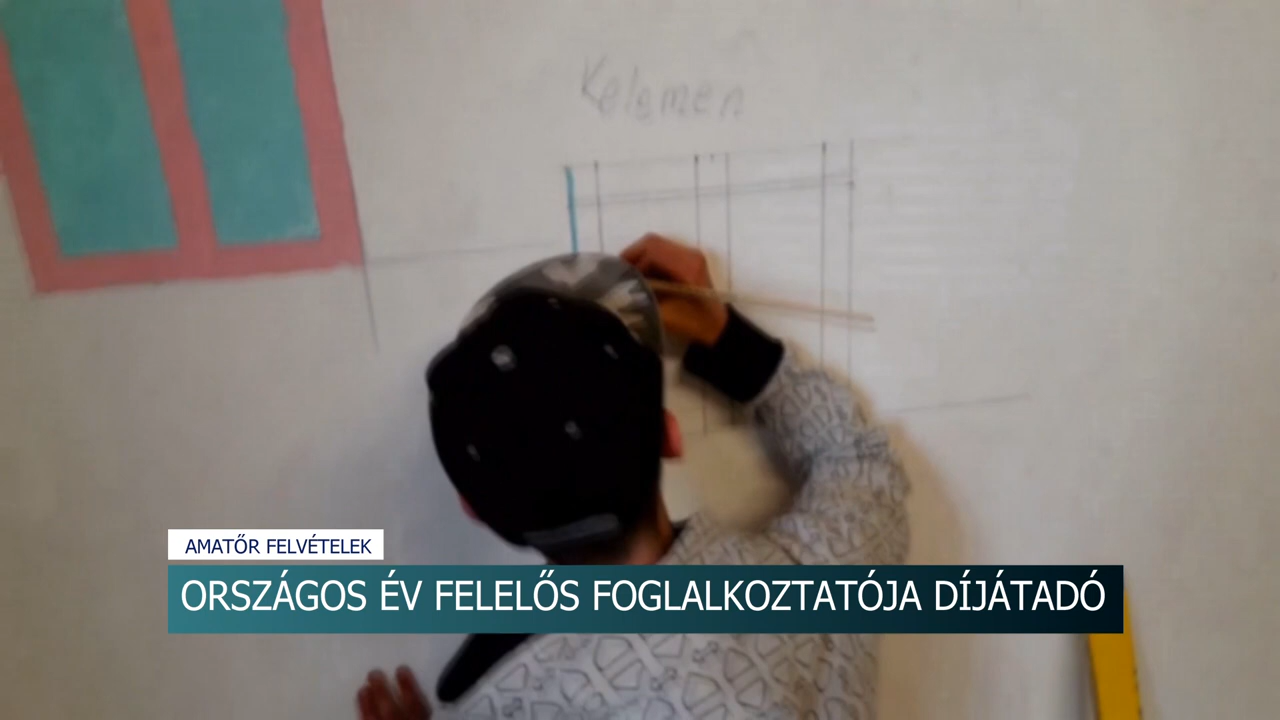 Kelemen
AMATŐR FELVÉTELEK
ORSZÁGOS ÉV FELELŐS FOGLALKOZTATÓJA DÍJÁTADÓ